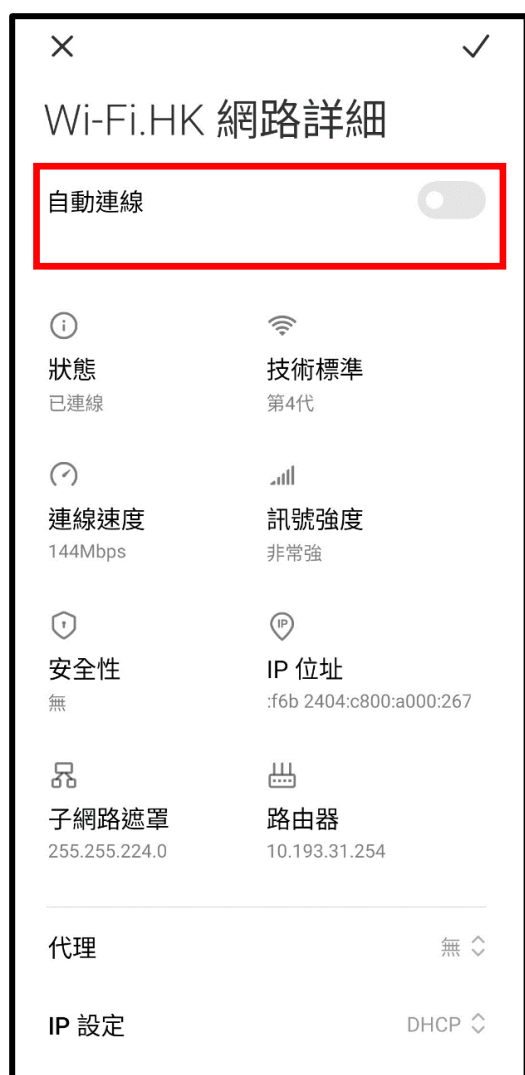 Wi-Fi.HK 網路詳細
自動連線
狀態
已連線
技術標準
第4代
連線速度
144Mbps
訊號強度
非常強
安全性
無
IP
IP 位址
:f6b 2404:c800:a000:267
子網路遮罩
255.255.224.0
路由器
10.193.31.254
代理
無
IP 設定
DHCP